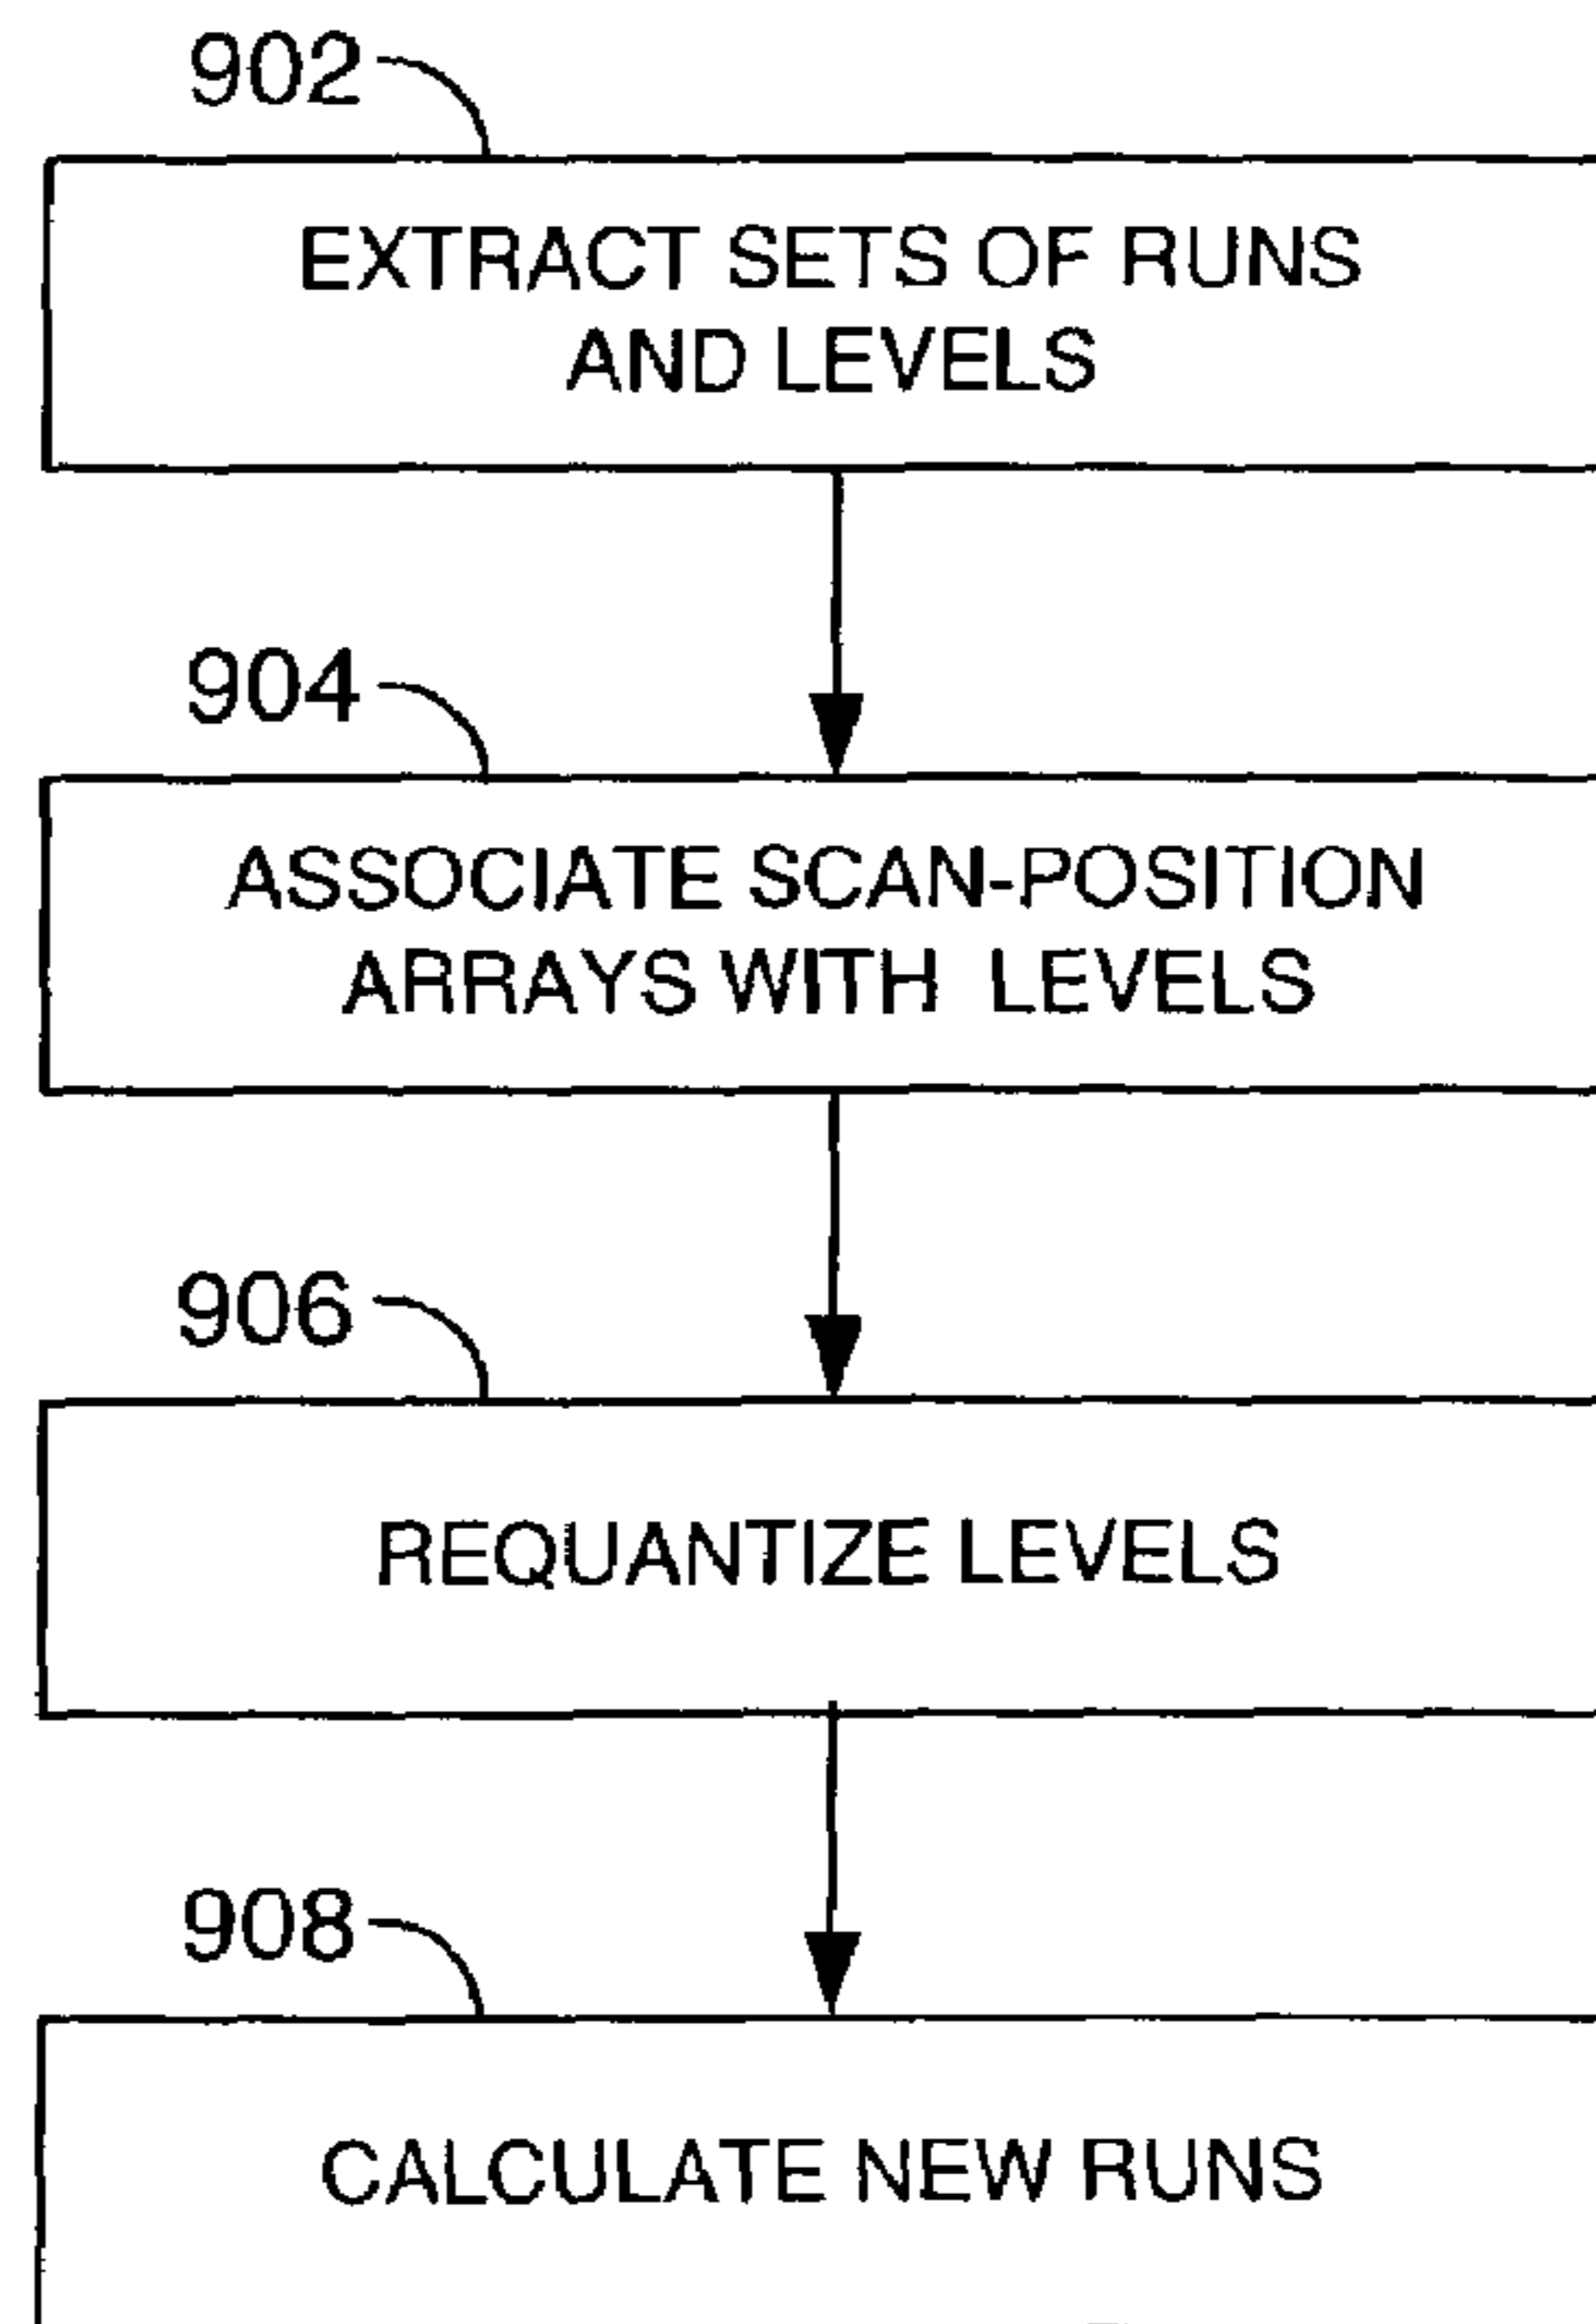 902
EXTRACT SETS OF RUNS
AND LEVELS
904
ASSOCIATE SCAN-POSITION
ARRAYS WITH LEVELS
906
REQUANTIZE LEVELS
908
CALCULATE NEW RUNS